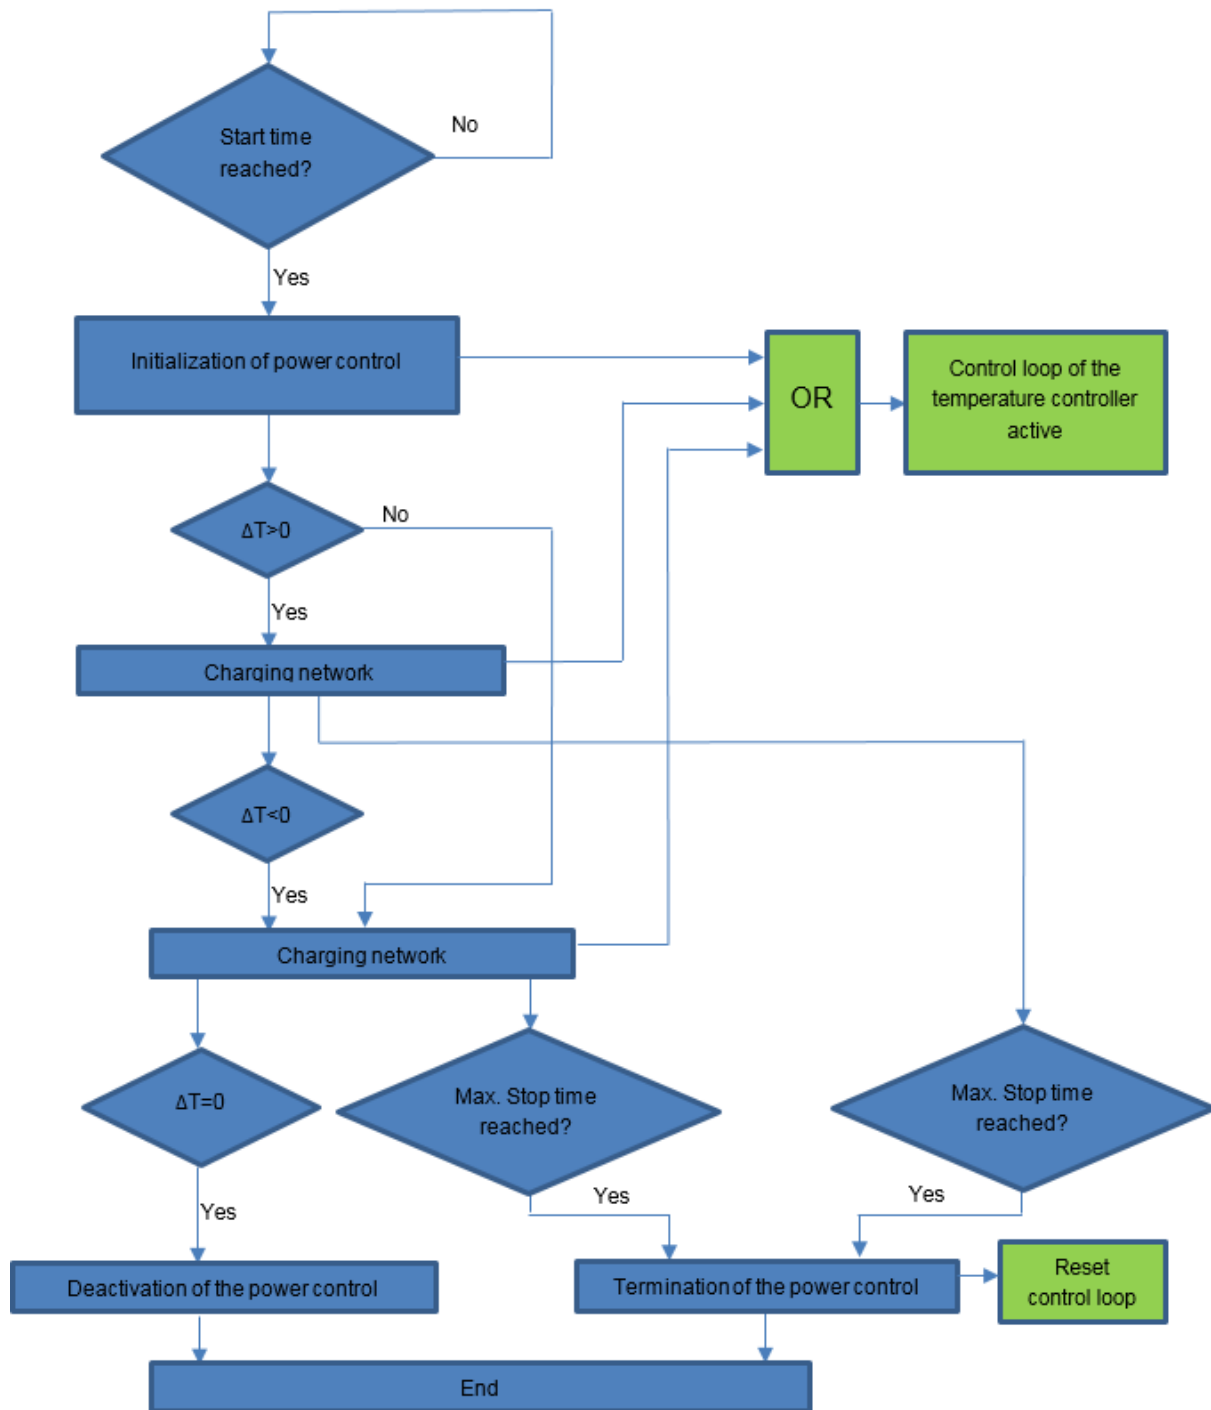 Start time
reached?
No
Yes
Initialization of power control
OR
Control loop of the
temperature controller
active
ΔT>0
No
Yes
Charging network
ΔT<0
Yes
Charging network
ΔT=0
Max. Stop time
reached?
Max. Stop time
reached?
Yes
Yes
Yes
Deactivation of the power control
Termination of the power control
Reset
control loop
End